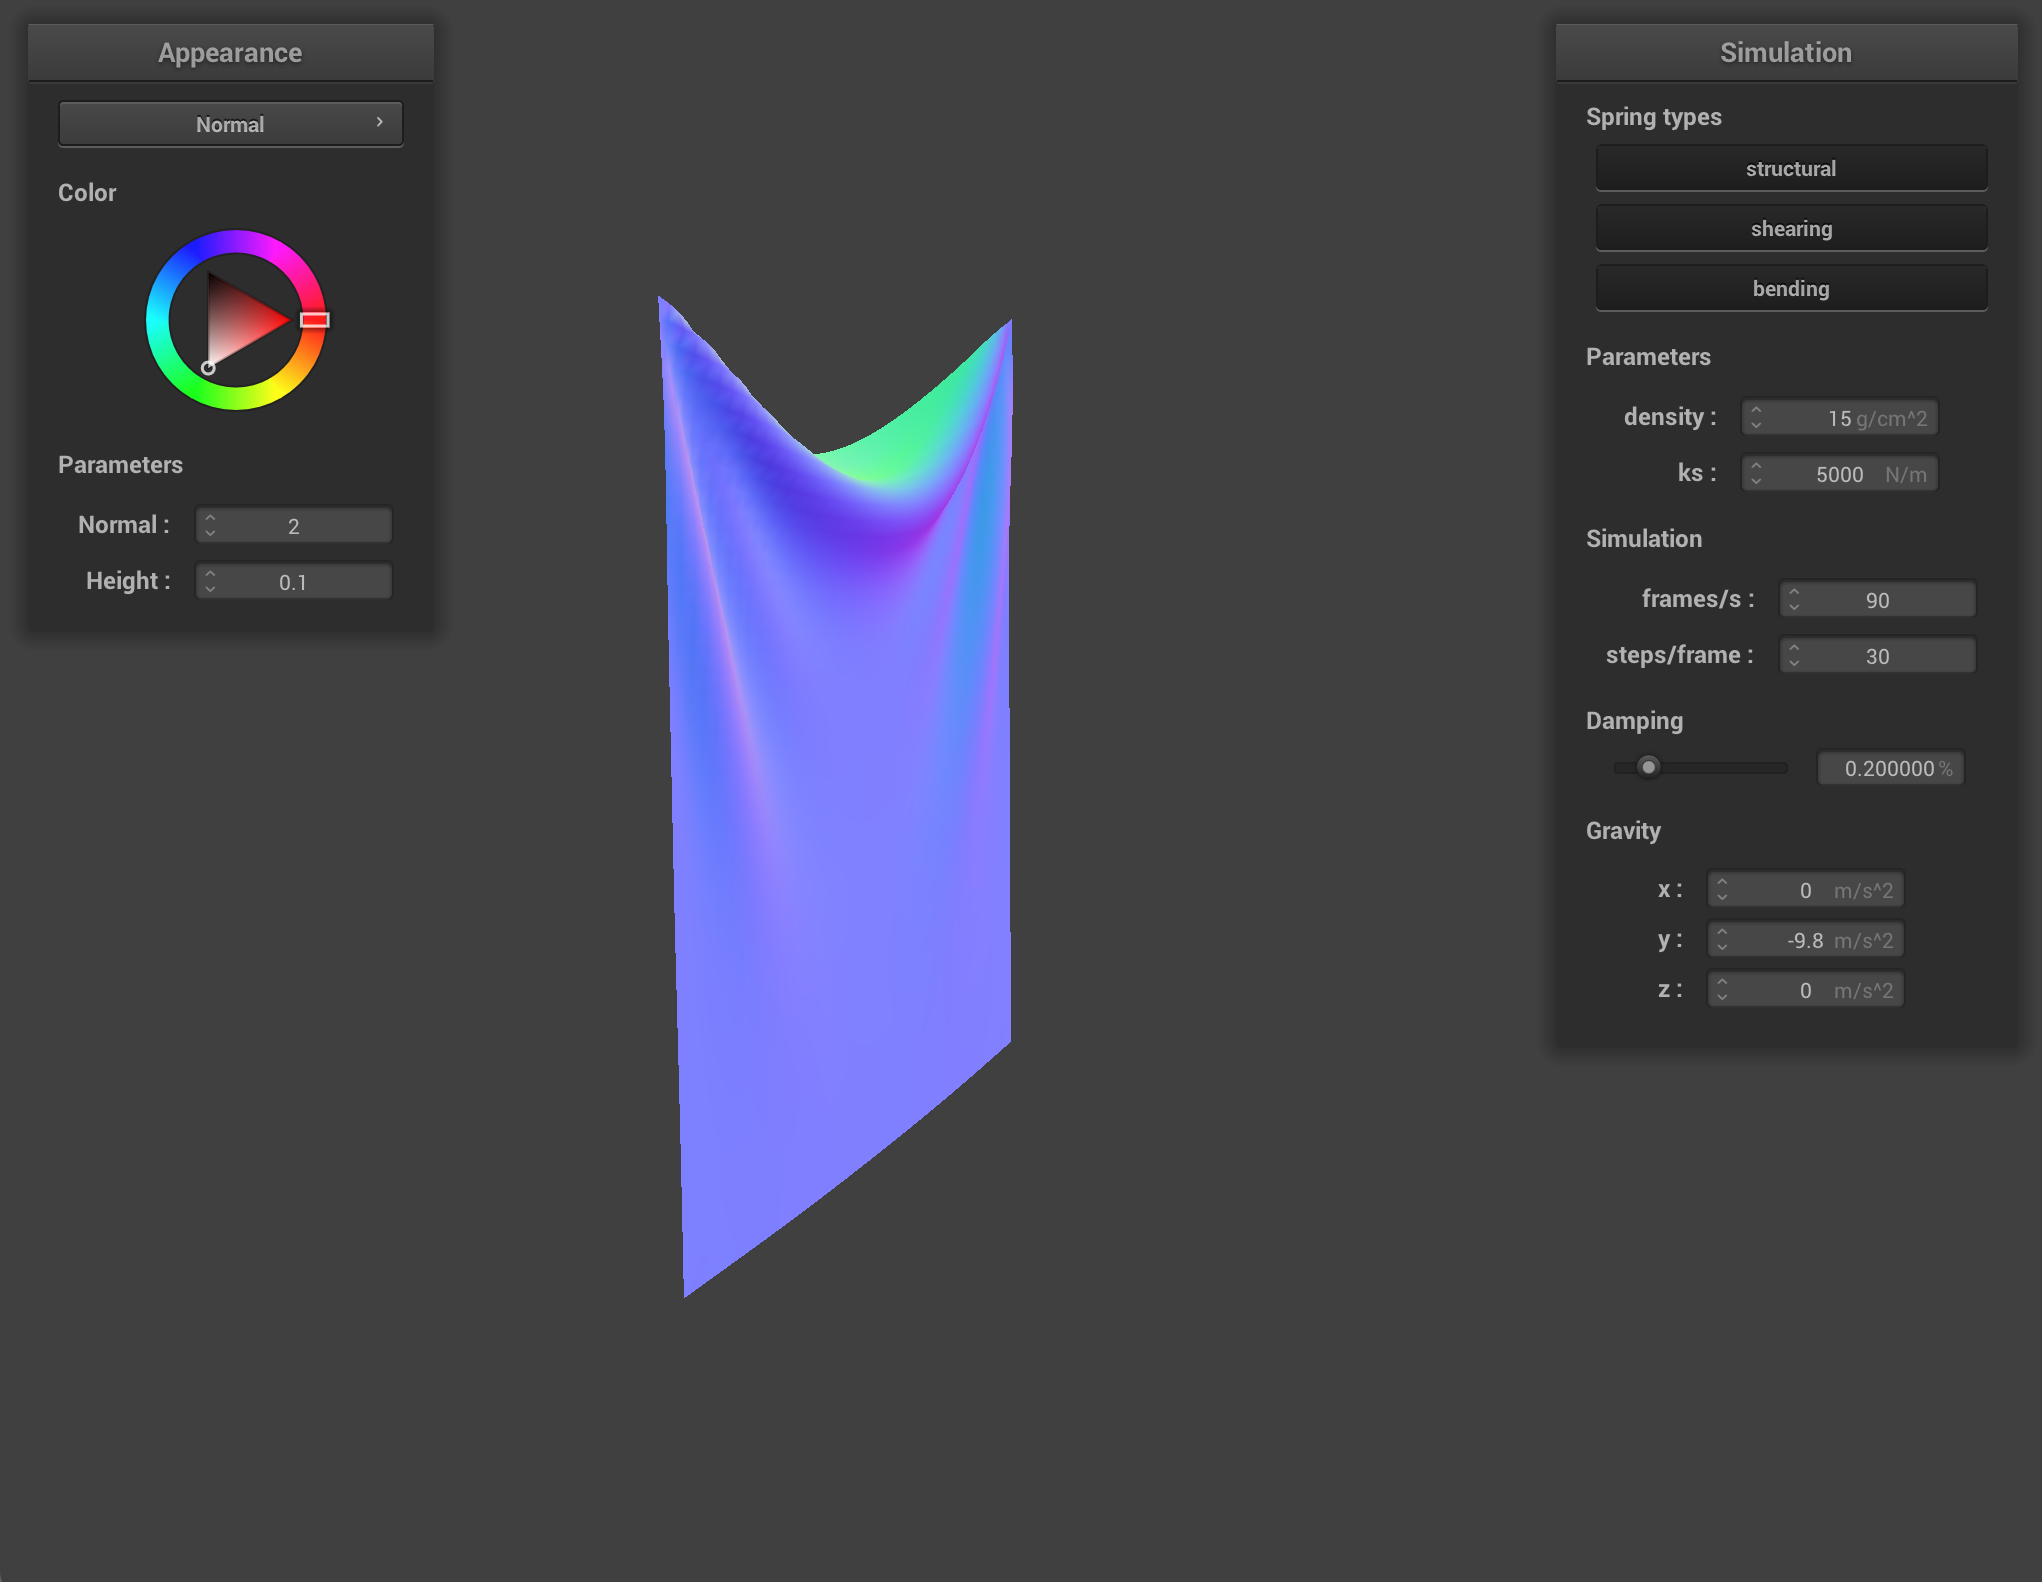 Appearance
Normal
Color
Parameters
Normal : 2
Height : 0.1
Simulation
Spring types
structural
shearing
bending
Parameters
density : 15 g/cm^2
ks : 5000 N/m
Simulation
frames/s : 90
steps/frame : 30
Damping
0.200000 %
Gravity
x : 0 m/s^2
y : -9.8 m/s^2
z : 0 m/s^2